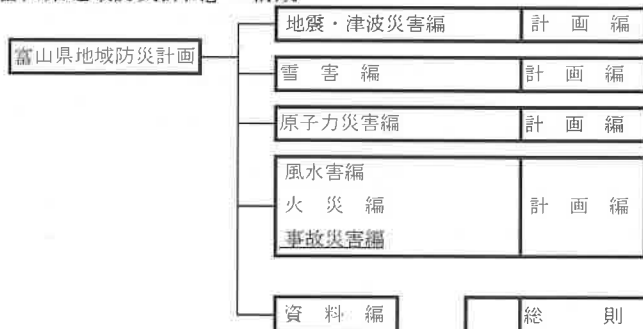 地震・津波災害編 計画編
富山県地域防災計画
雪害編 計画編
原子力災害編 計画編
風水害編
火災編 計画編
事故災害編
資料編 総則